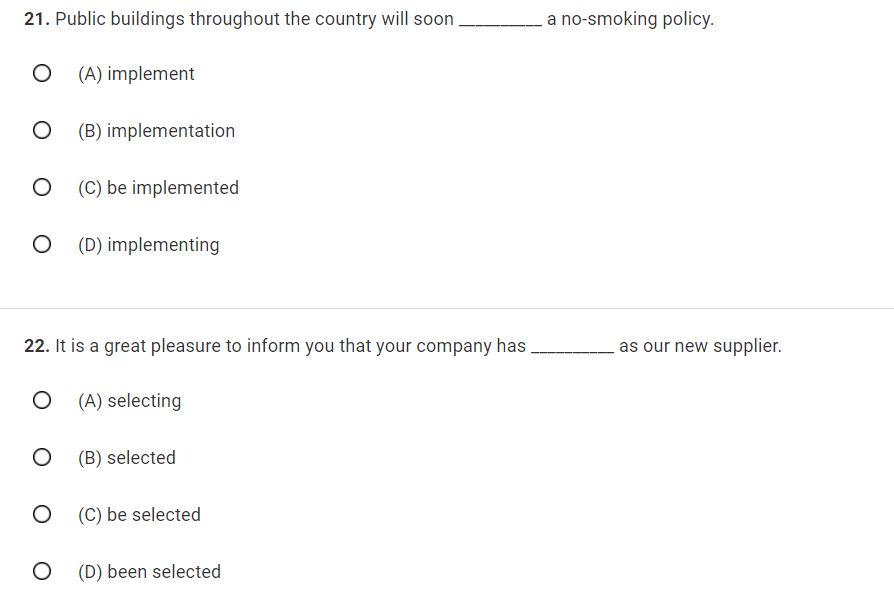 21. Public buildings throughout the country will soon __________ a no-smoking policy.
(A) implement
(B) implementation
(C) be implemented
(D) implementing
22. It is a great pleasure to inform you that your company has __________ as our new supplier.
(A) selecting
(B) selected
(C) be selected
(D) been selected